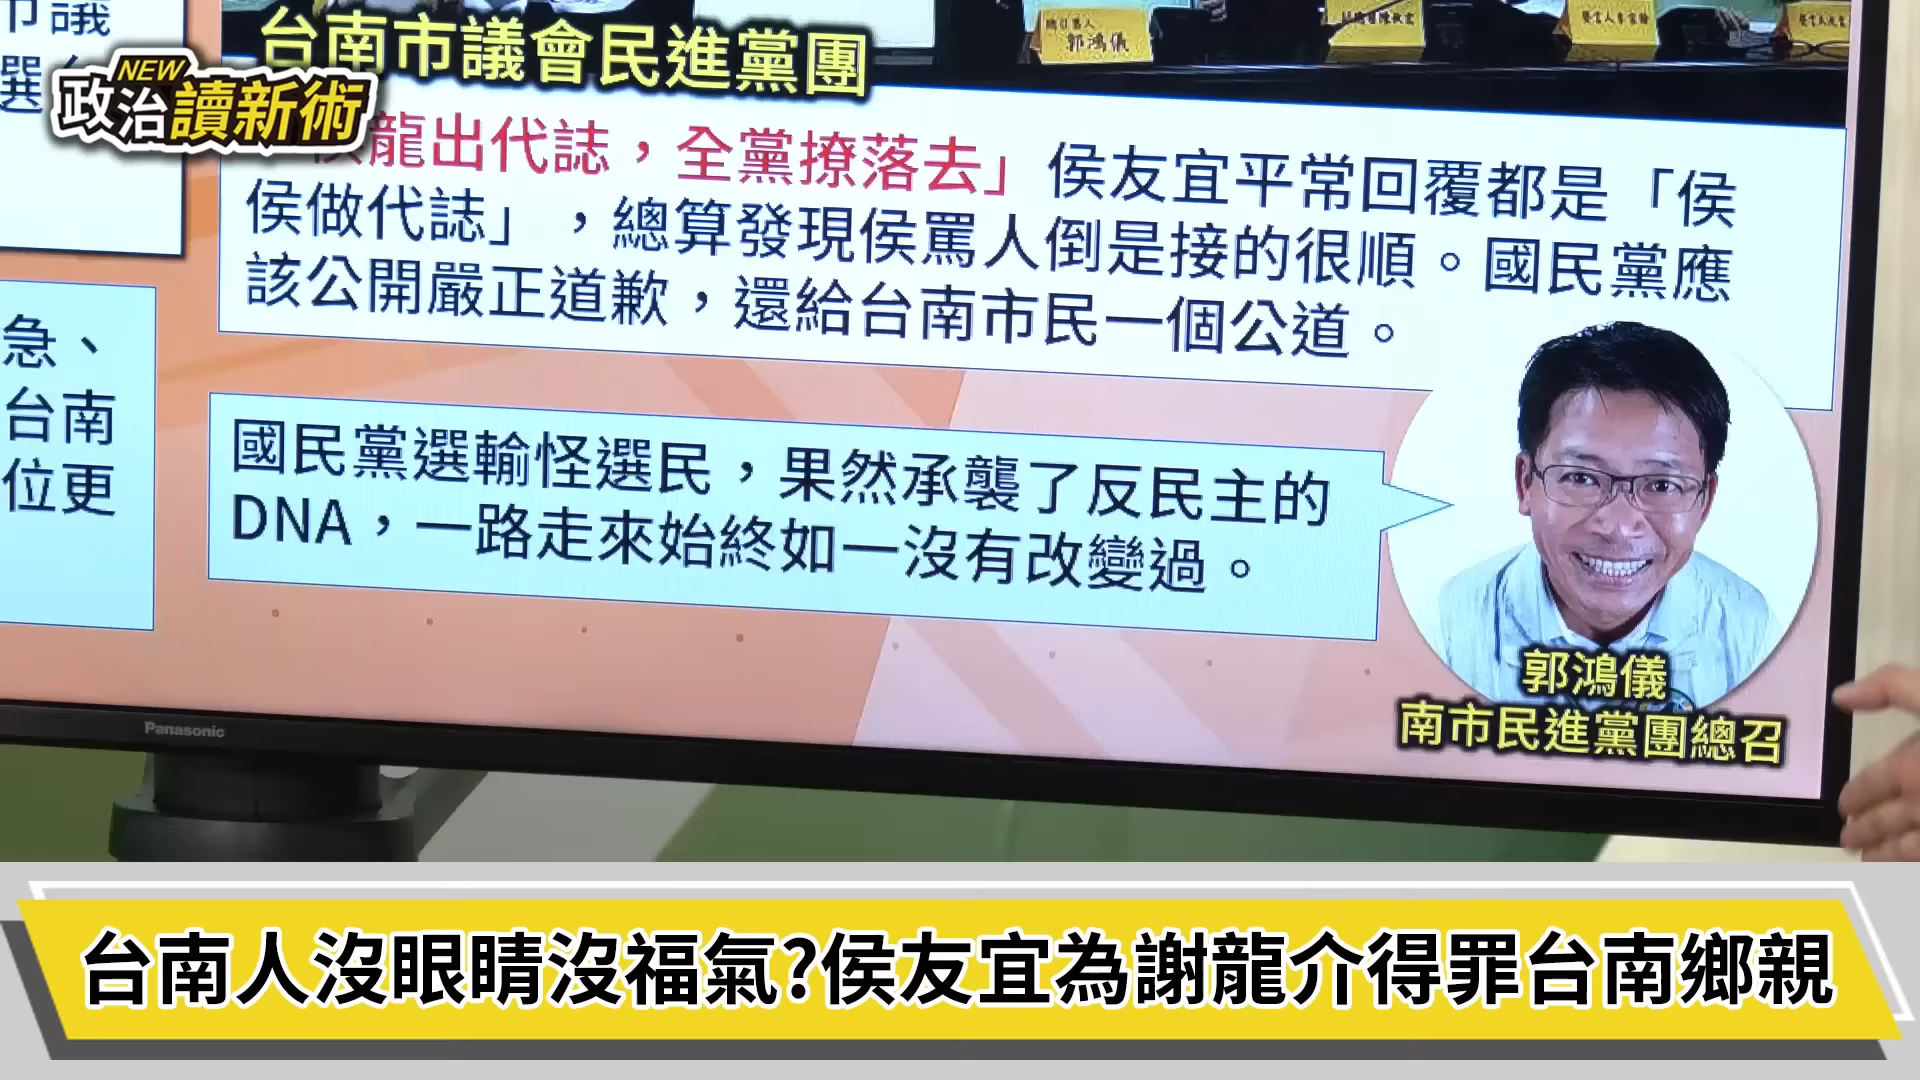 市議
選
NEW
政治讀新術
急、
台南
位更
郭鴻儀
台南市議會民進黨團
龍出代誌，全黨撩落去」侯友宜平常回覆都是「侯
侯做代誌」，總算發現侯罵人倒是接的很順。國民黨應
該公開嚴正道歉，還給台南市民一個公道。
國民黨選輸怪選民，果然承襲了反民主的
DNA，一路走來始終如一沒有改變過。
郭鴻儀
南市民進黨團總召
Panasonic
台南人沒眼睛沒福氣?侯友宜為謝龍介得罪台南鄉親